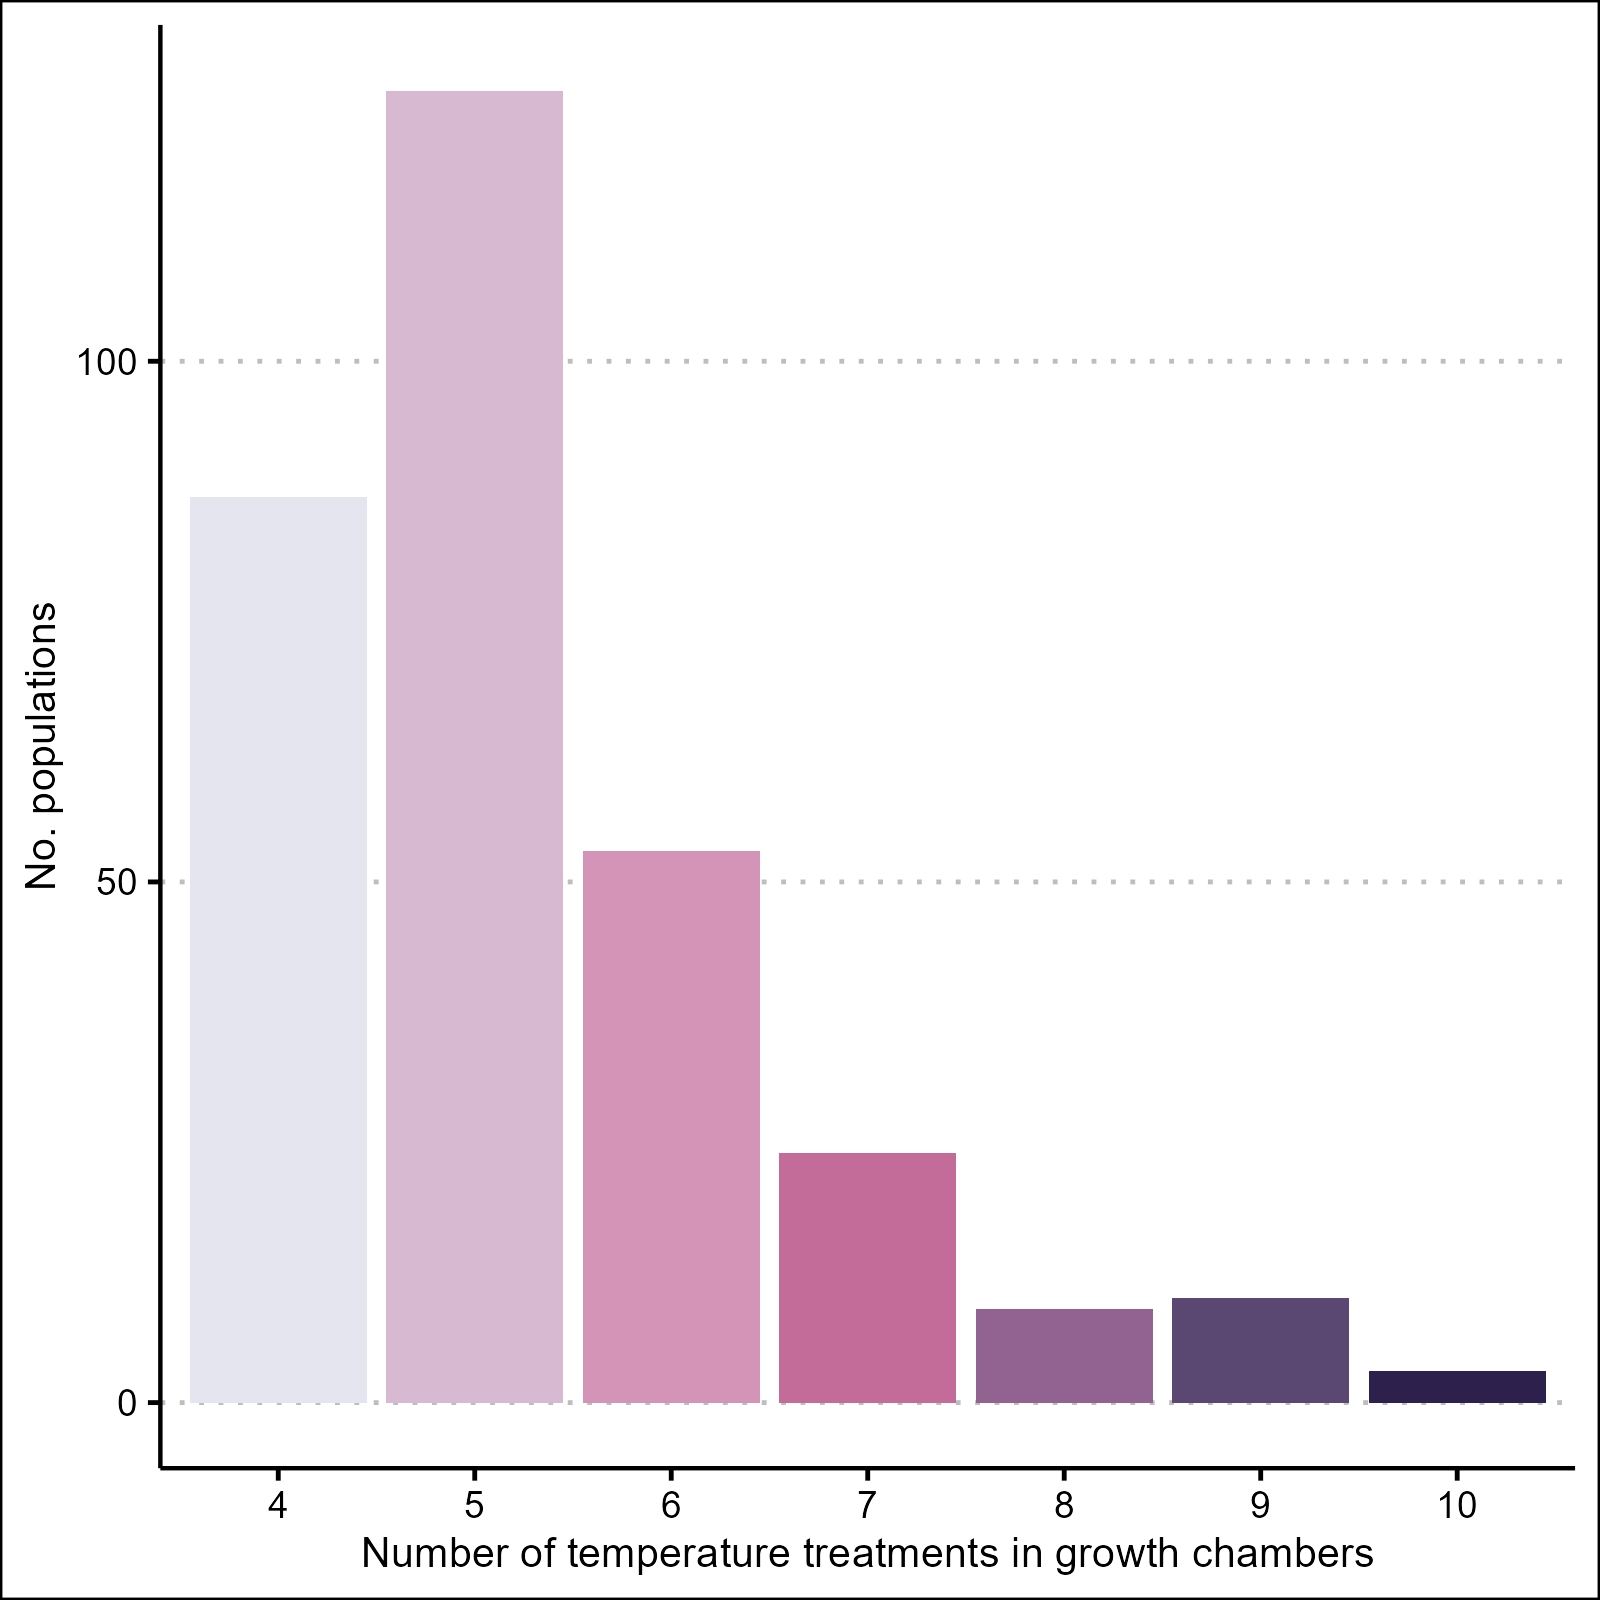 No. populations
100
50
0
4 5 6 7 8 9 10
Number of temperature treatments in growth chambers